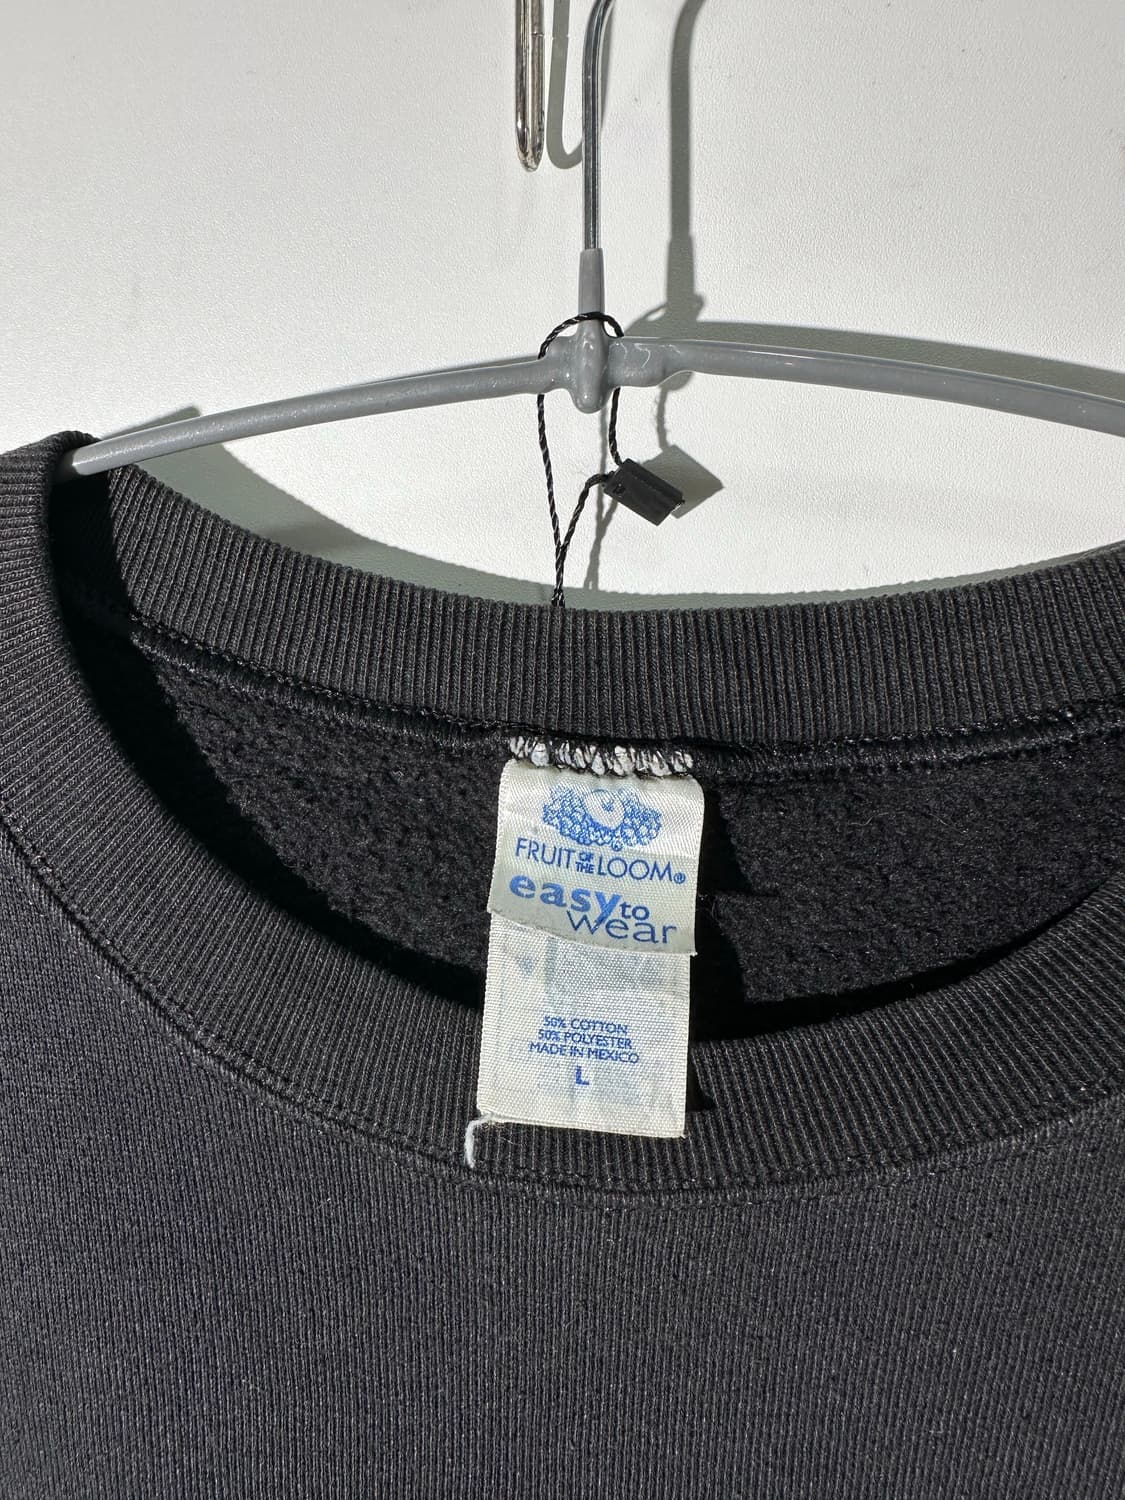 FRUIT OF THE LOOM®
easy to
wear
50% COTTON
50% POLYESTER
MADE IN MEXICO
L